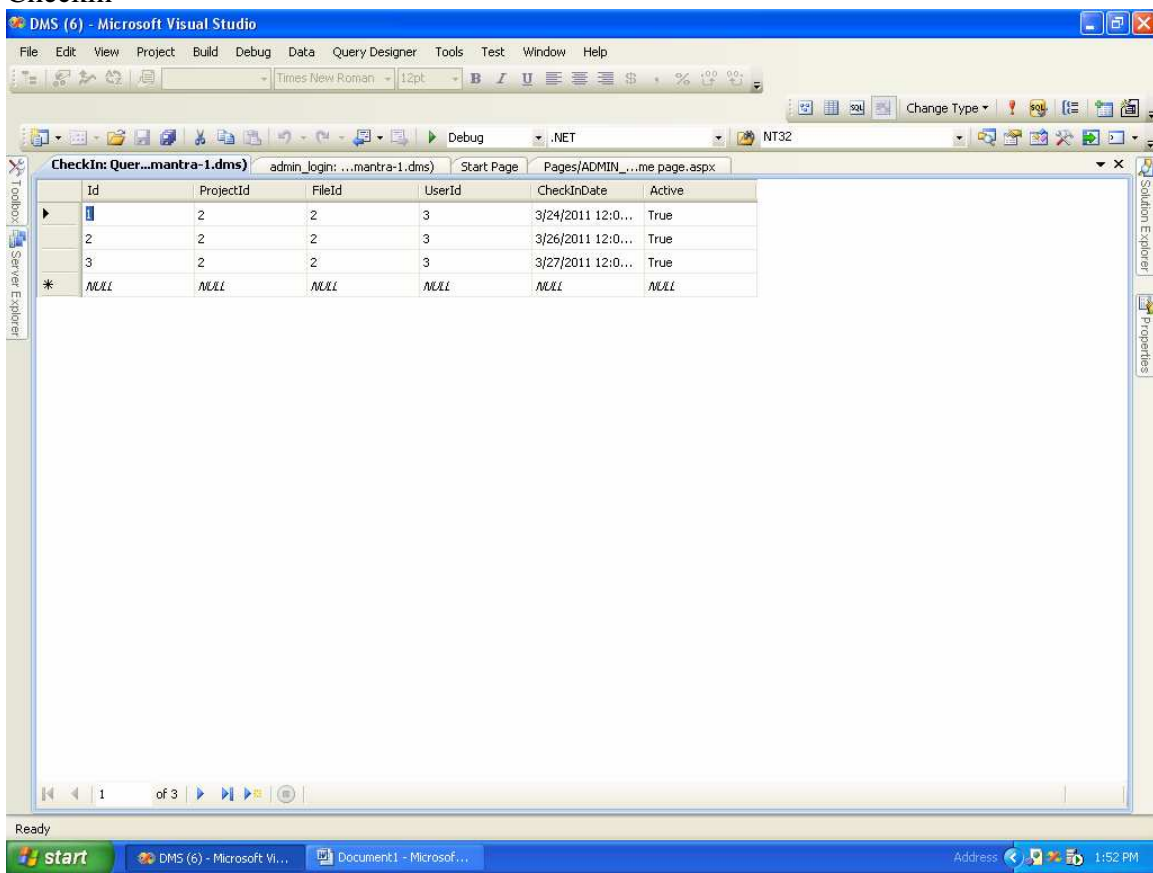 CheckIn
DMS (6) - Microsoft Visual Studio
File Edit View Project Build Debug Data Query Designer Tools Test Window Help
Times New Roman 12pt B I U $ , %
SQL Change Type
Debug .NET NT32
CheckIn: Quer...mantra-1.dms) admin_login: ...mantra-1.dms) Start Page Pages/ADMIN_...me page.aspx
Id ProjectId FileId UserId CheckInDate Active
1 2 2 3 3/24/2011 12:0... True
2 2 2 3 3/26/2011 12:0... True
3 2 2 3 3/27/2011 12:0... True
NULL NULL NULL NULL NULL NULL
Toolbox
Server Explorer
Solution Explorer
Properties
1 of 3
Ready
start DMS (6) - Microsoft Vi... Document1 - Microsof... Address 1:52 PM